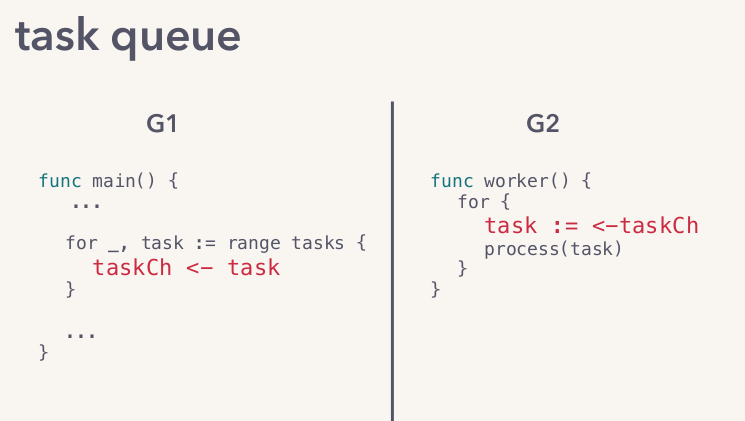 task queue
G1
func main() {
...
for _, task := range tasks {
taskCh <- task
}
...
}
G2
func worker() {
for {
task := <-taskCh
process(task)
}
}